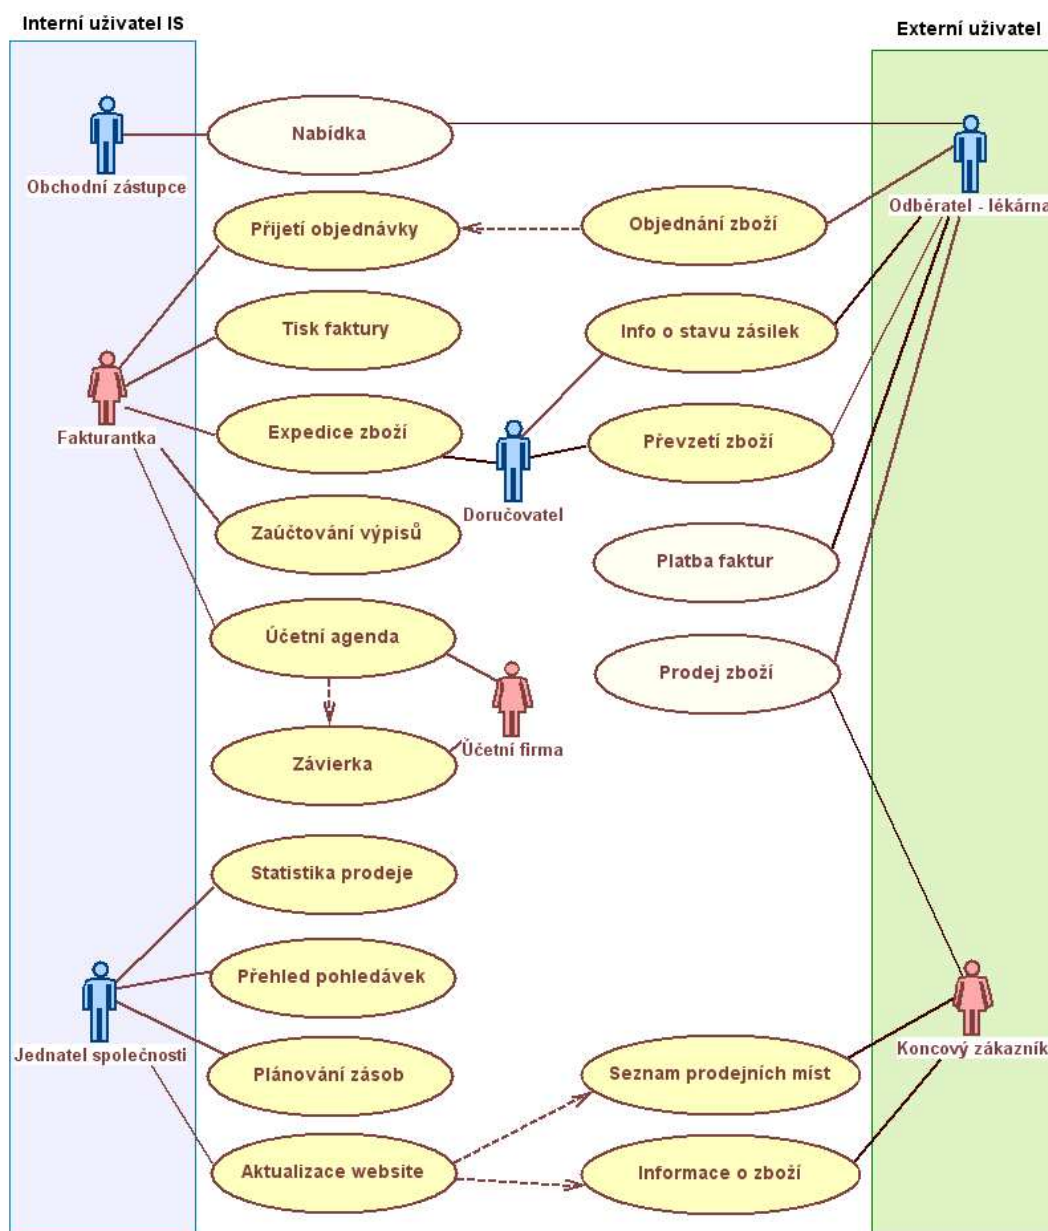 Interní uživatel IS
Externí uživatel
Nabídka
Obchodní zástupce
Odběratel - lékárna
Přijetí objednávky
Objednání zboží
Tisk faktury
Info o stavu zásilek
Fakturantka
Expedice zboží
Převzetí zboží
Doručovatel
Zaúčtování výpisů
Platba faktur
Účetní agenda
Prodej zboží
Účetní firma
Závierka
Statistika prodeje
Přehled pohledávek
Jednatel společnosti
Koncový zákazník
Plánování zásob
Seznam prodejních míst
Aktualizace website
Informace o zboží